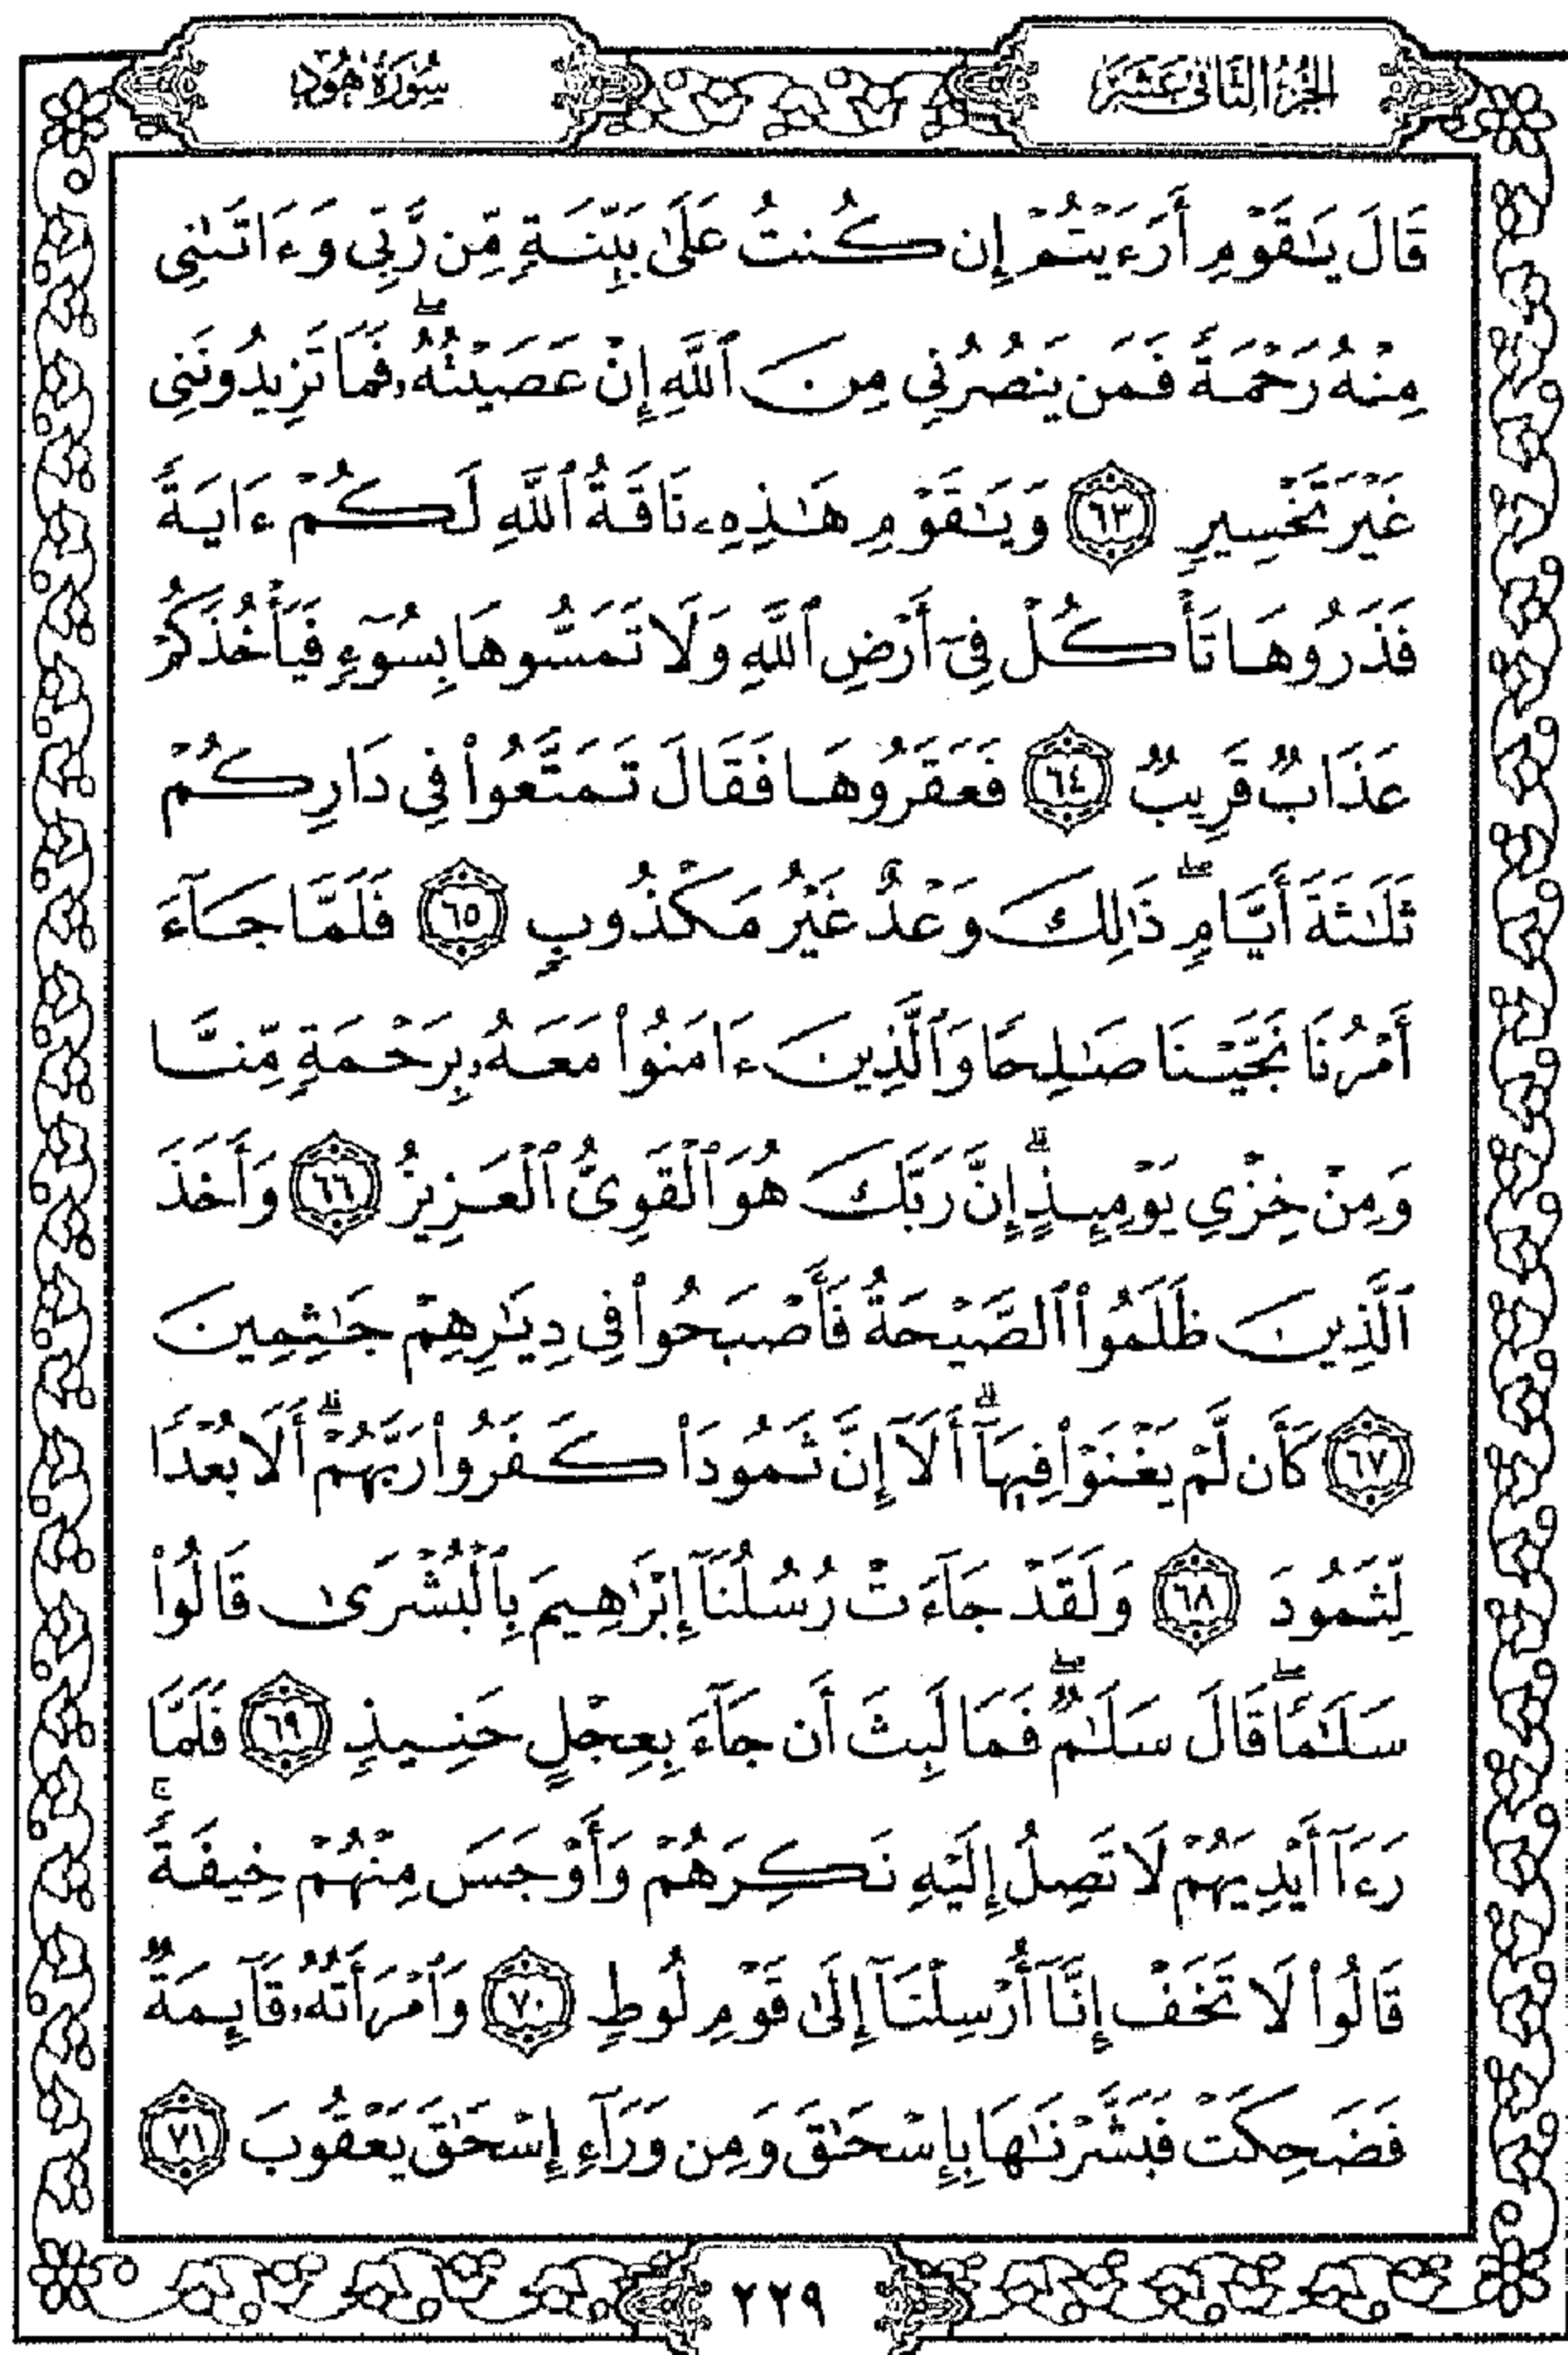 الجزء الثاني عشر
سورة هود
قَالَ يَٰقَوْمِ أَرَءَيْتُمْ إِن كُنتُ عَلَىٰ بَيِّنَةٍ مِّن رَّبِّي وَءَاتَىٰنِي
مِنْهُ رَحْمَةً فَمَن يَنصُرُنِي مِنَ ٱللَّهِ إِنْ عَصَيْتُهُۥۖ فَمَا تَزِيدُونَنِي
غَيْرَ تَخْسِيرٍ ٦٣ وَيَٰقَوْمِ هَٰذِهِۦ نَاقَةُ ٱللَّهِ لَكُمْ ءَايَةً
فَذَرُوهَا تَأْكُلْ فِىٓ أَرْضِ ٱللَّهِ وَلَا تَمَسُّوهَا بِسُوٓءٍ فَيَأْخُذَكُمْ
عَذَابٌ قَرِيبٌ ٦٤ فَعَقَرُوهَا فَقَالَ تَمَتَّعُوا۟ فِي دَارِكُمْ
ثَلَٰثَةَ أَيَّامٍۖ ذَٰلِكَ وَعْدٌ غَيْرُ مَكْذُوبٍ ٦٥ فَلَمَّا جَآءَ
أَمْرُنَا نَجَّيْنَا صَٰلِحًا وَٱلَّذِينَ ءَامَنُوا۟ مَعَهُۥ بِرَحْمَةٍ مِّنَّا
وَمِنْ خِزْيِ يَوْمِئِذٍۗ إِنَّ رَبَّكَ هُوَ ٱلْقَوِىُّ ٱلْعَزِيزُ ٦٦ وَأَخَذَ
ٱلَّذِينَ ظَلَمُوا۟ ٱلصَّيْحَةُ فَأَصْبَحُوا۟ فِي دِيَٰرِهِمْ جَٰثِمِينَ
٦٧ كَأَن لَّمْ يَغْنَوْا۟ فِيهَآۗ أَلَآ إِنَّ ثَمُودَا۟ كَفَرُوا۟ رَبَّهُمْۗ أَلَا بُعْدًا
لِّثَمُودَ ٦٨ وَلَقَدْ جَآءَتْ رُسُلُنَآ إِبْرَٰهِيمَ بِٱلْبُشْرَىٰ قَالُوا۟
سَلَٰمًاۖ قَالَ سَلَٰمٌۖ فَمَا لَبِثَ أَن جَآءَ بِعِجْلٍ حَنِيذٍ ٦٩ فَلَمَّا
رَءَآ أَيْدِيَهُمْ لَا تَصِلُ إِلَيْهِ نَكِرَهُمْ وَأَوْجَسَ مِنْهُمْ خِيفَةًۚ
قَالُوا۟ لَا تَخَفْ إِنَّآ أُرْسِلْنَآ إِلَىٰ قَوْمِ لُوطٍ ٧٠ وَٱمْرَأَتُهُۥ قَآئِمَةٌ
فَضَحِكَتْ فَبَشَّرْنَٰهَا بِإِسْحَٰقَ وَمِن وَرَآءِ إِسْحَٰقَ يَعْقُوبَ ٧١
٢٢٩